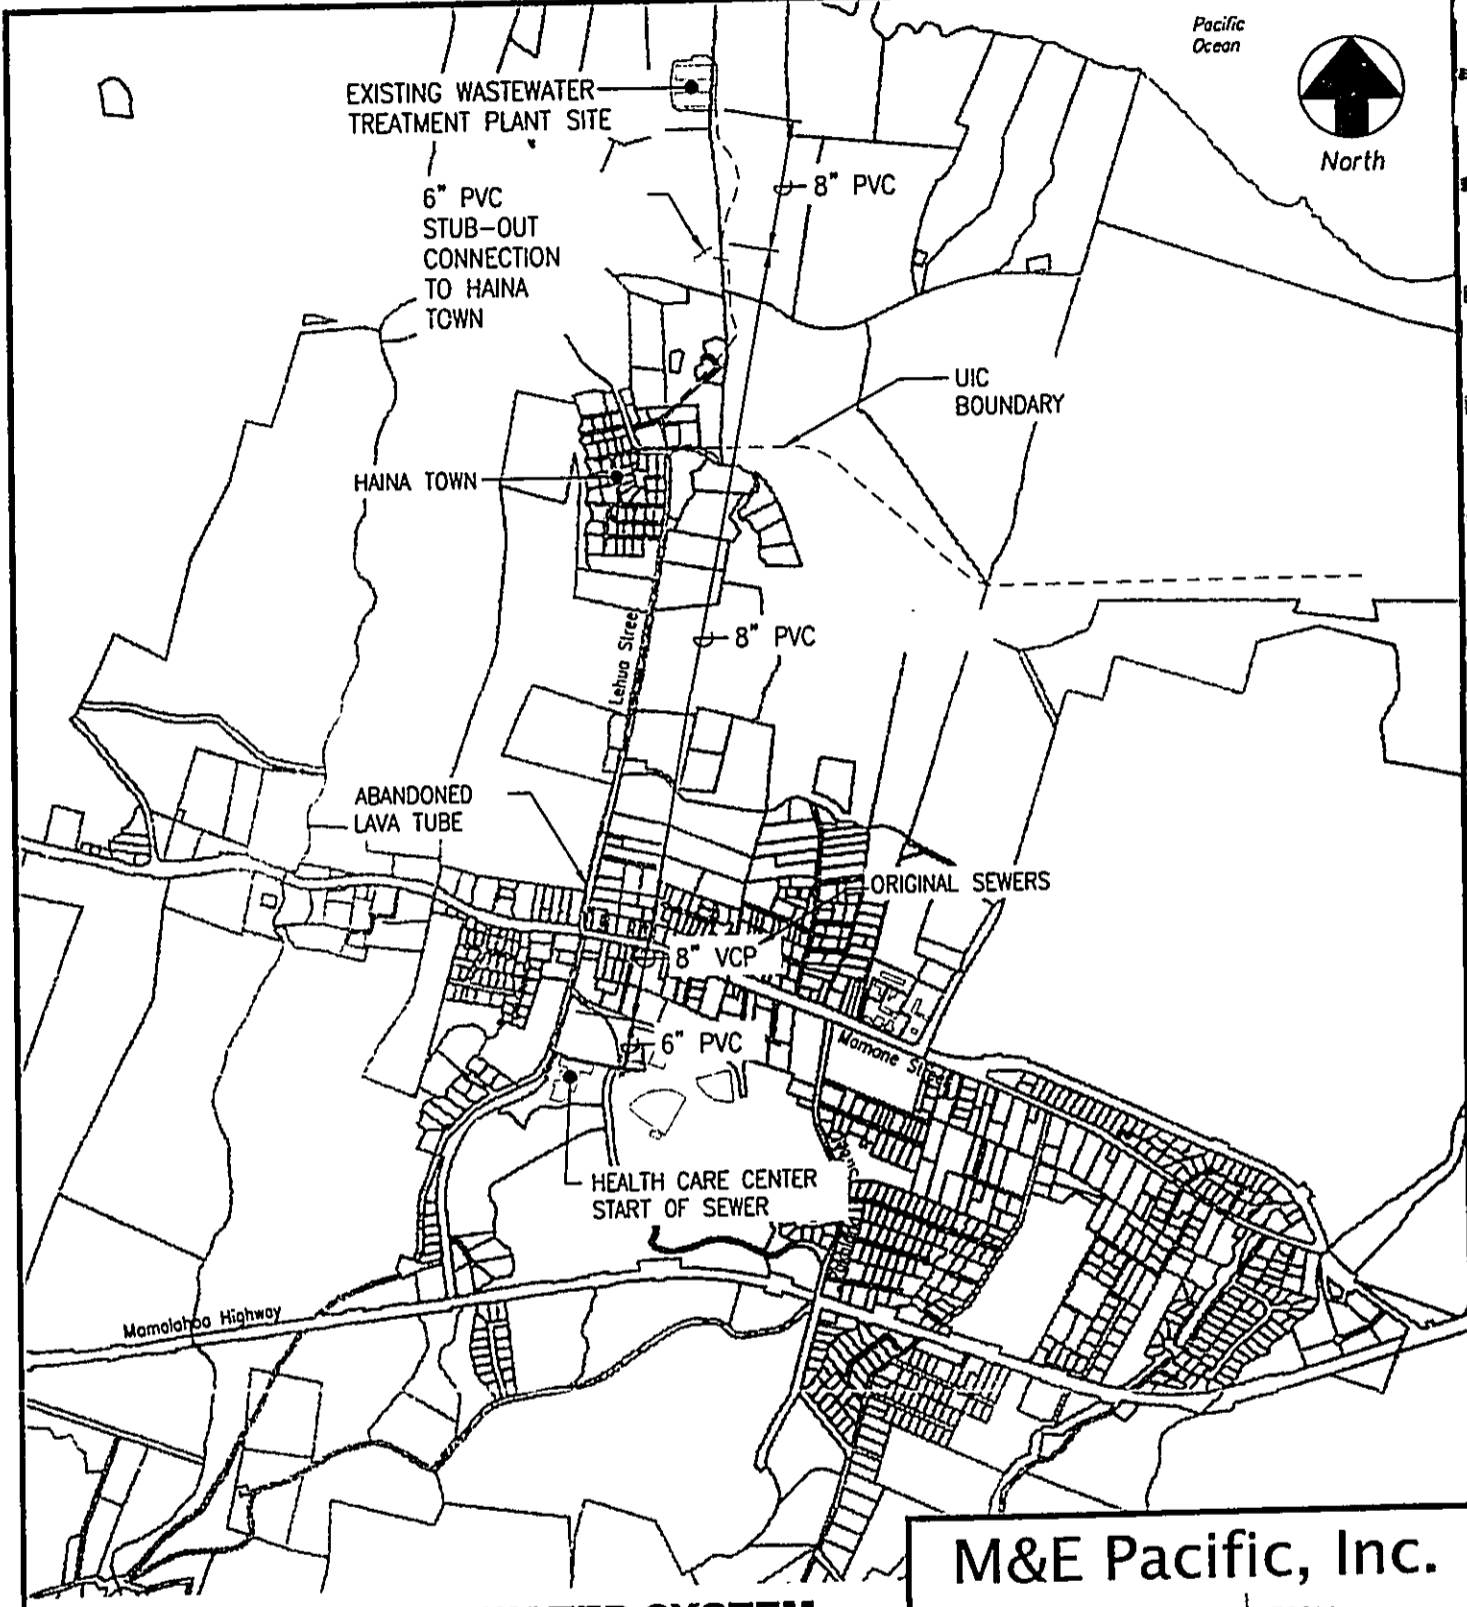 Pacific
Ocean
North
EXISTING WASTEWATER
TREATMENT PLANT SITE
6" PVC
STUB-OUT
CONNECTION
TO HAINA
TOWN
8" PVC
UIC
BOUNDARY
HAINA TOWN
8" PVC
Lehua Street
ABANDONED
LAVA TUBE
ORIGINAL SEWERS
8" VCP
6" PVC
Mamane Street
HEALTH CARE CENTER
START OF SEWER
Mamalahoa Highway
M&E Pacific, Inc.
SYSTEM